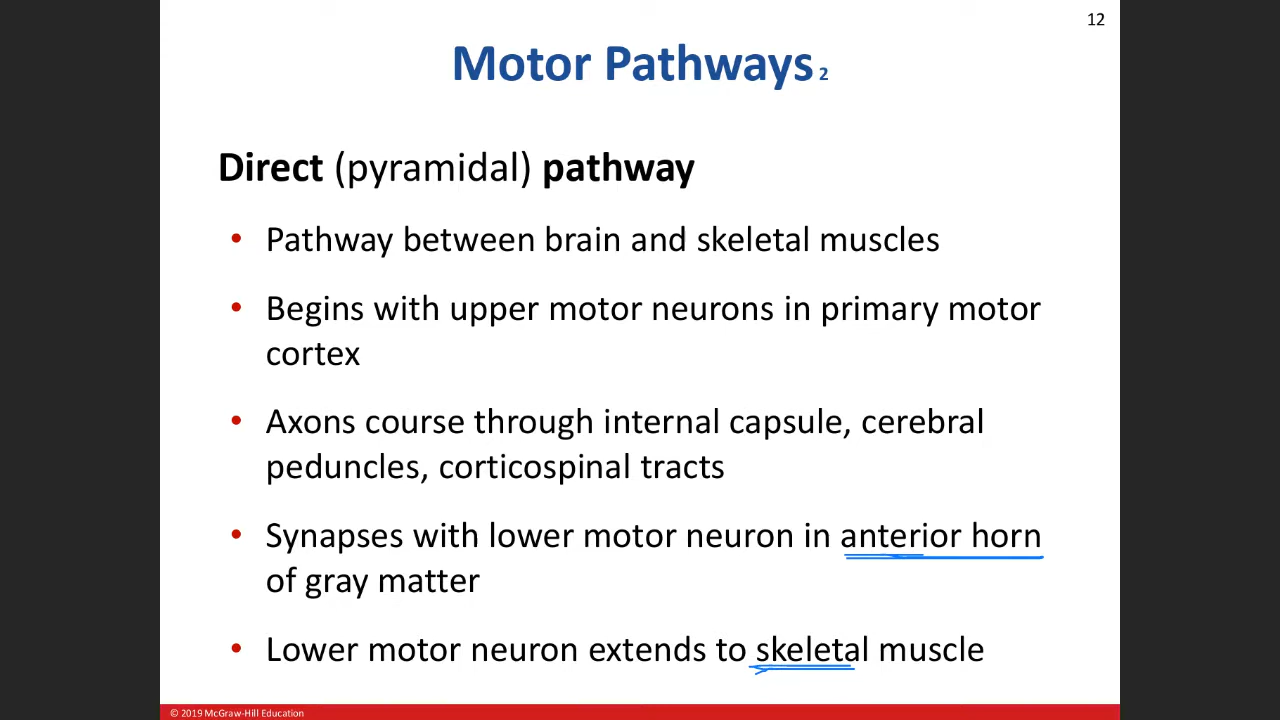 12
Motor Pathways 2
Direct (pyramidal) pathway
• Pathway between brain and skeletal muscles
• Begins with upper motor neurons in primary motor
cortex
• Axons course through internal capsule, cerebral
peduncles, corticospinal tracts
• Synapses with lower motor neuron in anterior horn
of gray matter
• Lower motor neuron extends to skeletal muscle
© 2019 McGraw-Hill Education